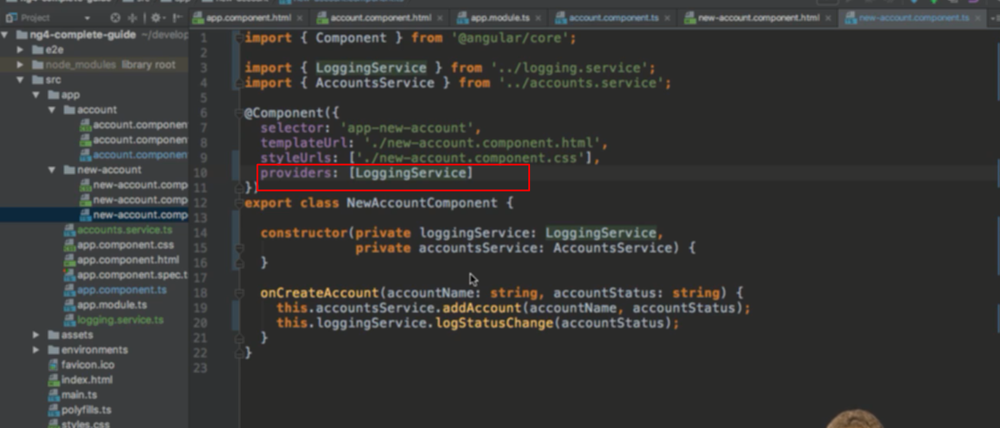 Project
app.component.html
account.component.html
app.module.ts
account.component.ts
new-account.component.html
new-account.component.ts
ng4-complete-guide ~/develop
e2e
node_modules library root
src
app
account
account.componen
account.component
account.component
new-account
new-account.comp
new-account.comp
new-account.comp
accounts.service.ts
app.component.css
app.component.html
app.component.spec.t
app.component.ts
app.module.ts
logging.service.ts
assets
environments
favicon.ico
index.html
main.ts
polyfills.ts
styles.css
1 import { Component } from '@angular/core';
2
3 import { LoggingService } from '../logging.service';
4 import { AccountsService } from '../accounts.service';
5
6 @Component({
7 selector: 'app-new-account',
8 templateUrl: './new-account.component.html',
9 styleUrls: ['./new-account.component.css'],
10 providers: [LoggingService]
11 })
12 export class NewAccountComponent {
13
14 constructor(private loggingService: LoggingService,
15 private accountsService: AccountsService) {
16 }
17
18 onCreateAccount(accountName: string, accountStatus: string) {
19 this.accountsService.addAccount(accountName, accountStatus);
20 this.loggingService.logStatusChange(accountStatus);
21 }
22 }
23